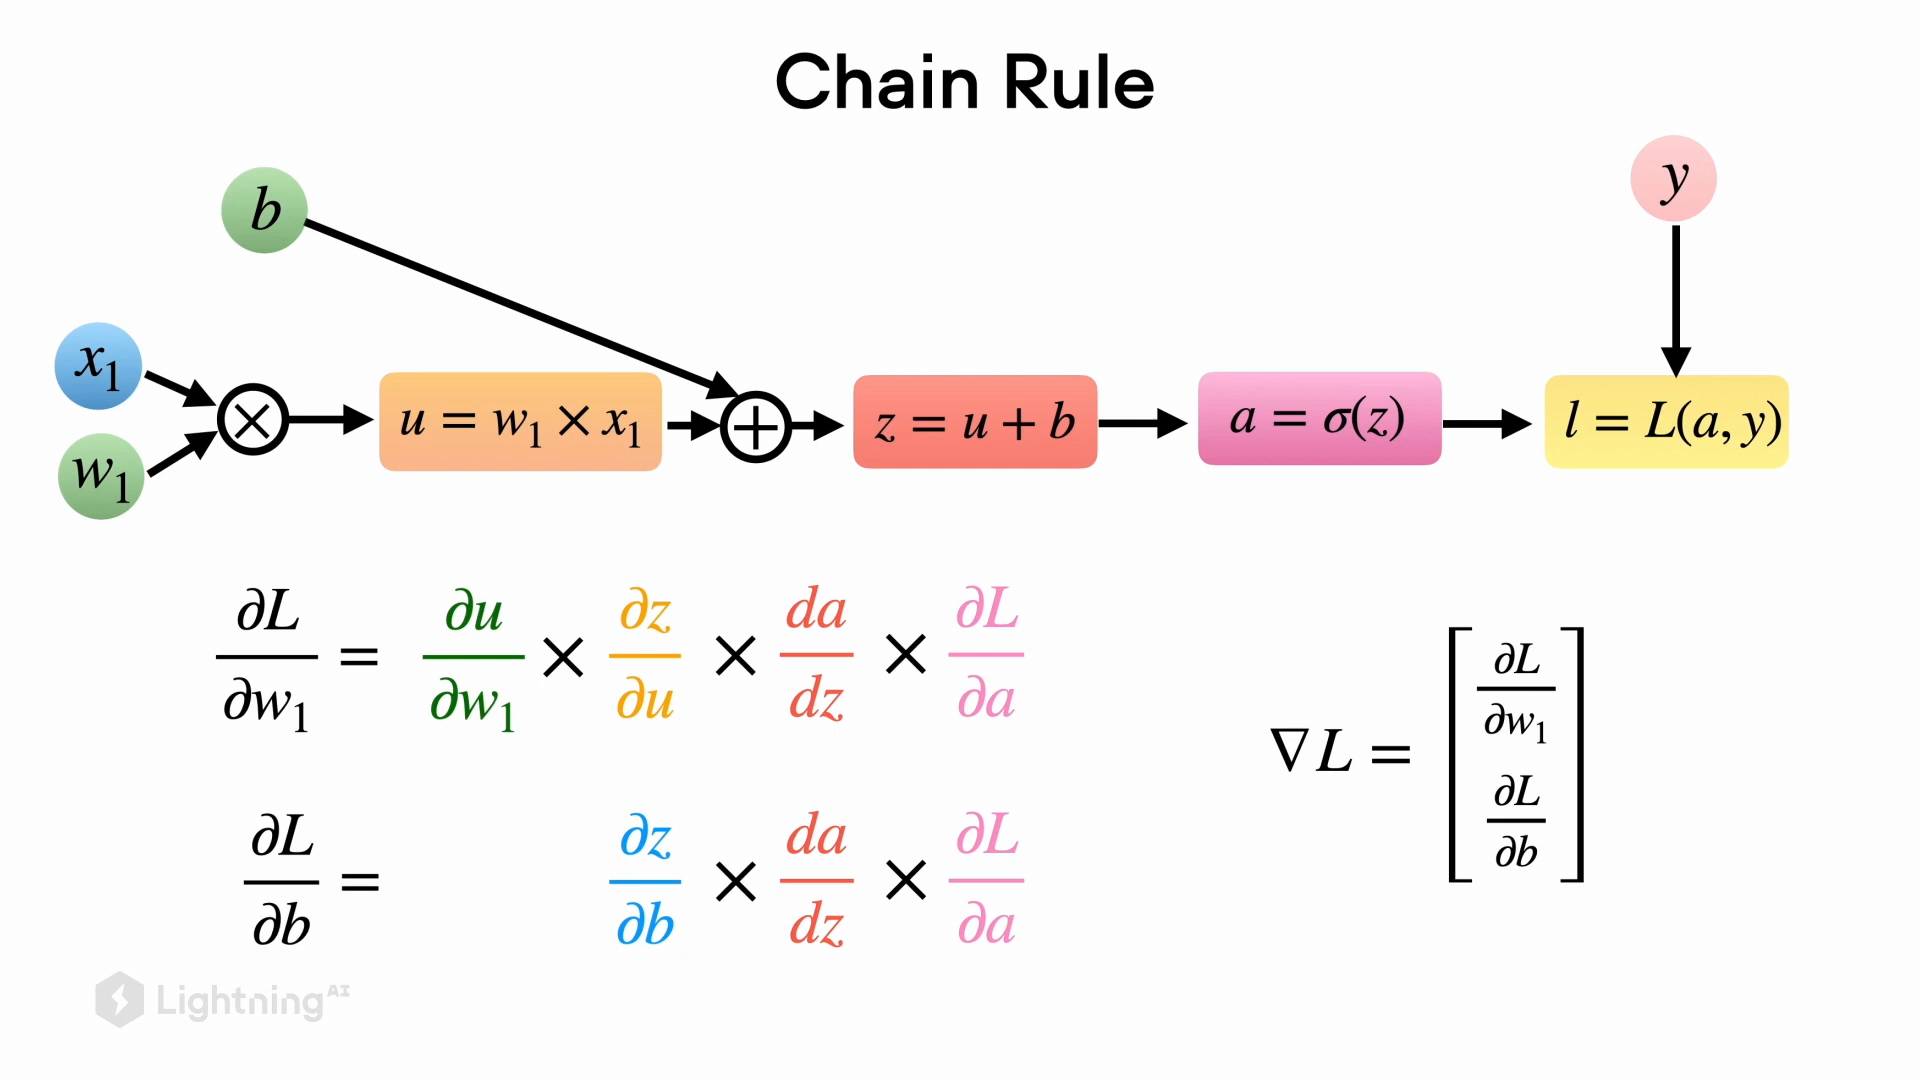 Chain Rule
b
y
x₁
w₁
×
u = w₁ × x₁
+
z = u + b
a = σ(z)
l = L(a, y)
∂L/∂w₁ = ∂u/∂w₁ × ∂z/∂u × da/dz × ∂L/∂a
∇L = [∂L/∂w₁ ∂L/∂b]
∂L/∂b = ∂z/∂b × da/dz × ∂L/∂a
Lightning AI